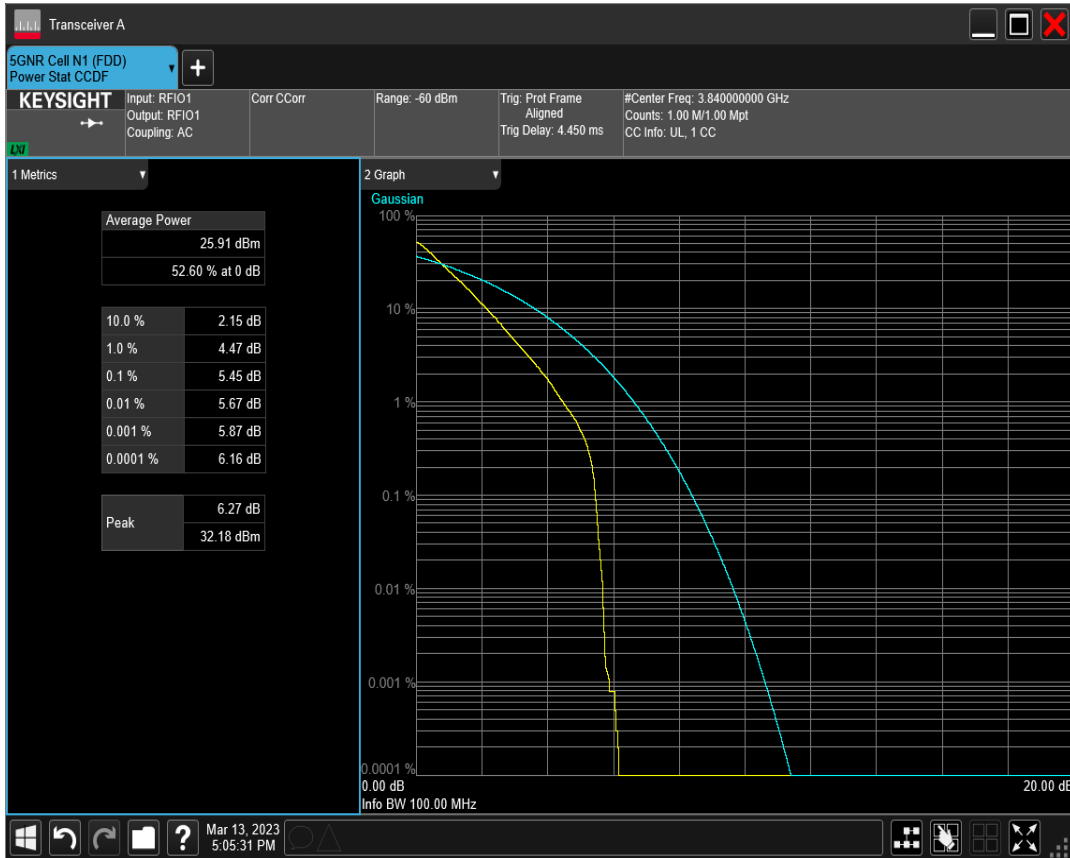 Transceiver A
5GNR Cell N1 (FDD)
Power Stat CCDF
+
KEYSIGHT
LXI
Input: RFIO1
Output: RFIO1
Coupling: AC
Corr CCorr
Range: -60 dBm
Trig: Prot Frame
Aligned
Trig Delay: 4.450 ms
#Center Freq: 3.840000000 GHz
Counts: 1.00 M/1.00 Mpt
CC Info: UL, 1 CC
1 Metrics
Average Power
25.91 dBm
52.60 % at 0 dB
10.0 % 2.15 dB
1.0 % 4.47 dB
0.1 % 5.45 dB
0.01 % 5.67 dB
0.001 % 5.87 dB
0.0001 % 6.16 dB
Peak 6.27 dB
32.18 dBm
2 Graph
Gaussian
100 %
10 %
1 %
0.1 %
0.01 %
0.001 %
0.0001 %
0.00 dB 20.00 dB
Info BW 100.00 MHz
?
Mar 13, 2023
5:05:31 PM